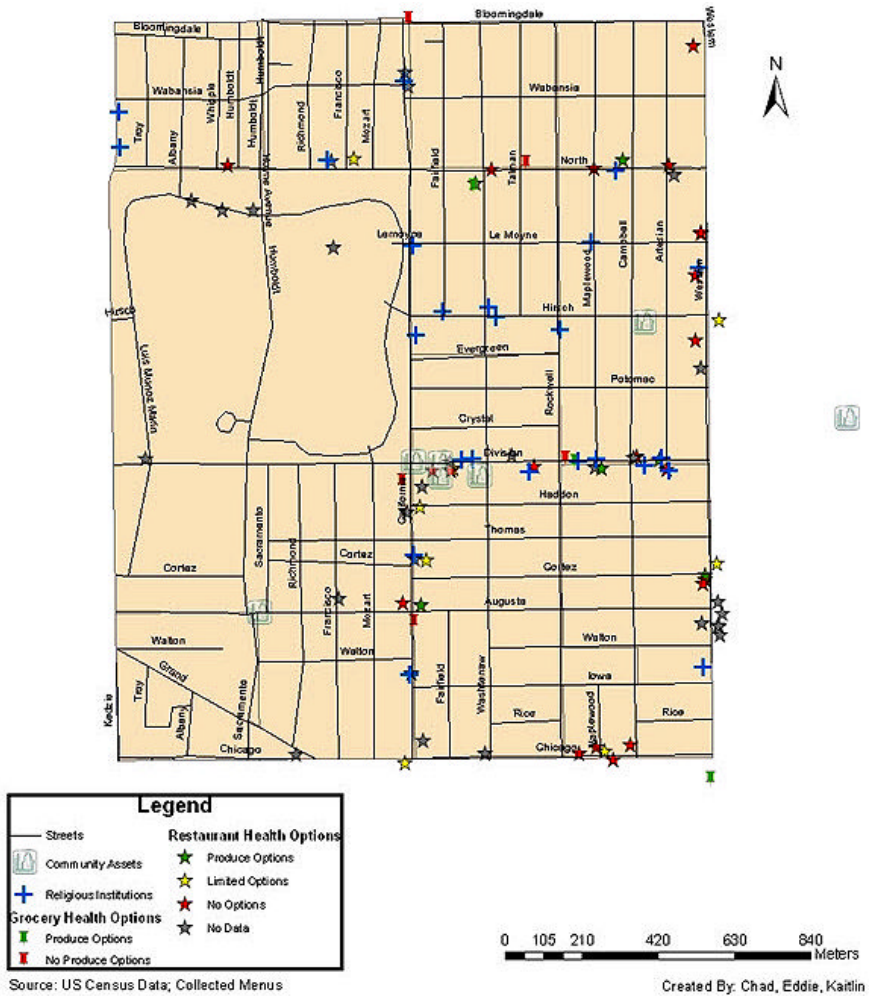 Bloomingdale
Western
Bloomingdale
Humboldt
N
Wabansia
Whipple
Humboldt
Francisco
Wabansia
Troy
Albany
Humboldt
Richmond
Mozart
Fairfield
Talman
North
Lemoyne
Le Moyne
Campbell
Artesian
Humboldt
Maplewood
Western
Hirsch
Hirsch
Evergreen
Luis Munoz Marin
Potomac
Rockwell
Crystal
Division
California
Haddon
Sacramento
Thomas
Richmond
Cortez
Cortez
Cortez
Francisco
Mozart
Augusta
Walton
Walton
Walton
Grand
Fairfield
Washtenaw
Iowa
Kedzie
Troy
Albany
Sacramento
Rice
Maplewood
Rice
Chicago
Chicago
Legend
Streets
Community Assets
Religious Institutions
Grocery Health Options
Produce Options
No Produce Options
Restaurant Health Options
Produce Options
Limited Options
No Options
No Data
0 105 210 420 630 840
Meters
Source: US Census Data; Collected Menus
Created By: Chad, Eddie, Kaitlin